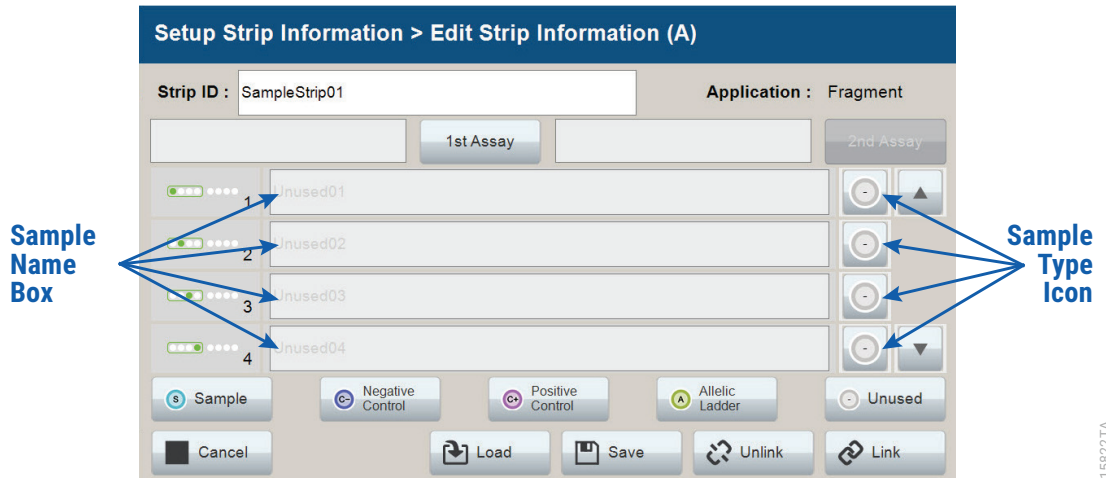 Setup Strip Information > Edit Strip Information (A)
Strip ID : SampleStrip01 Application : Fragment
1st Assay 2nd Assay
1 Unused01
2 Unused02
3 Unused03
4 Unused04
Sample
Name
Box
Sample
Type
Icon
S Sample C- Negative Control C+ Positive Control A Allelic Ladder - Unused
Cancel Load Save Unlink Link
15822TA